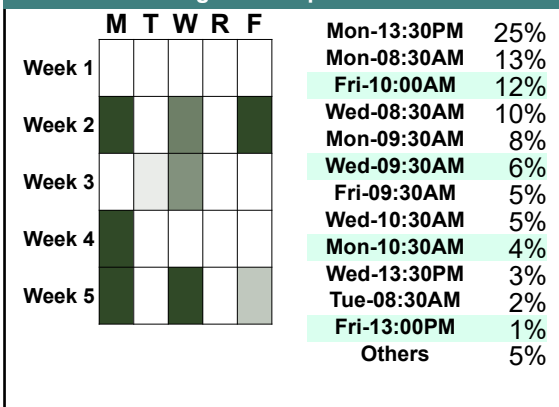 M T W R F
Week 1
Week 2
Week 3
Week 4
Week 5
Mon-13:30PM 25%
Mon-08:30AM 13%
Fri-10:00AM 12%
Wed-08:30AM 10%
Mon-09:30AM 8%
Wed-09:30AM 6%
Fri-09:30AM 5%
Wed-10:30AM 5%
Mon-10:30AM 4%
Wed-13:30PM 3%
Tue-08:30AM 2%
Fri-13:00PM 1%
Others 5%